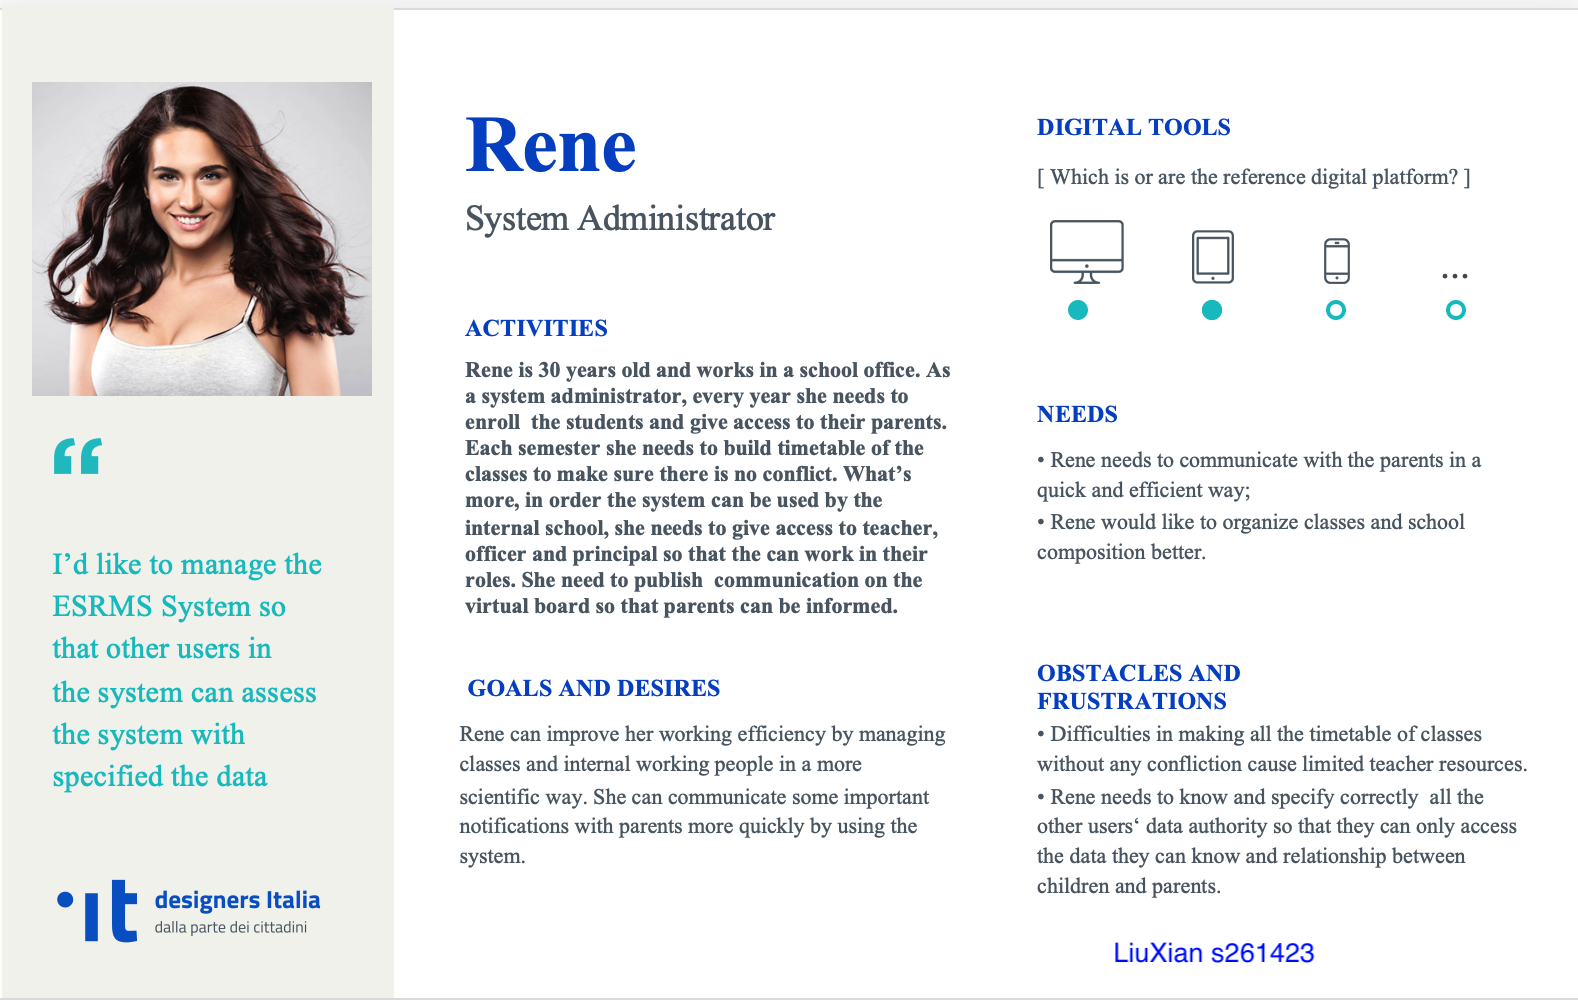 “
I’d like to manage the
ESRMS System so
that other users in
the system can assess
the system with
specified the data
designers Italia
dalla parte dei cittadini
Rene
System Administrator
ACTIVITIES
Rene is 30 years old and works in a school office. As
a system administrator, every year she needs to
enroll  the students and give access to their parents.
Each semester she needs to build timetable of the
classes to make sure there is no conflict. What’s
more, in order the system can be used by the
internal school, she needs to give access to teacher,
officer and principal so that the can work in their
roles. She need to publish  communication on the
virtual board so that parents can be informed.
GOALS AND DESIRES
Rene can improve her working efficiency by managing
classes and internal working people in a more
scientific way. She can communicate some important
notifications with parents more quickly by using the
system.
DIGITAL TOOLS
[ Which is or are the reference digital platform? ]
...
NEEDS
• Rene needs to communicate with the parents in a
quick and efficient way;
• Rene would like to organize classes and school
composition better.
OBSTACLES AND
FRUSTRATIONS
• Difficulties in making all the timetable of classes
without any confliction cause limited teacher resources.
• Rene needs to know and specify correctly  all the
other users‘ data authority so that they can only access
the data they can know and relationship between
children and parents.
LiuXian s261423